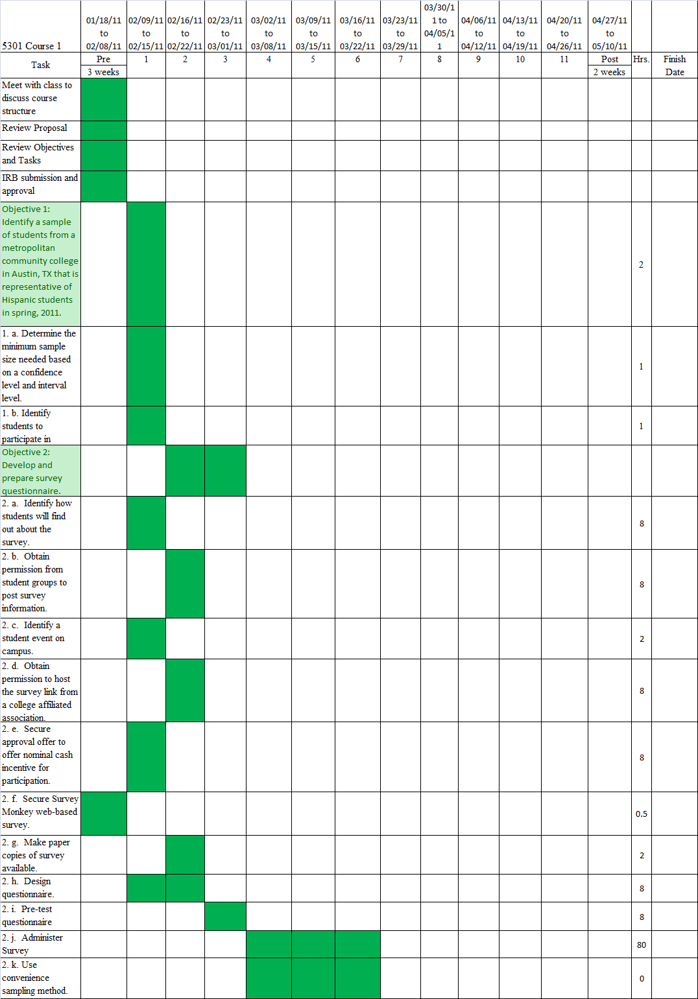 01/18/11 02/09/11 02/16/11 02/23/11 03/02/11 03/09/11 03/16/11 03/23/11 03/30/1 04/06/11 04/13/11 04/20/11 04/27/11
to to to to to to to to 1 to to to to to
5301 Course 1 02/08/11 02/15/11 02/22/11 03/01/11 03/08/11 03/15/11 03/22/11 03/29/11 04/05/1 04/12/11 04/19/11 04/26/11 05/10/11
1
Task Pre 1 2 3 4 5 6 7 8 9 10 11 Post Hrs. Finish
3 weeks 2 weeks Date
Meet with class to
discuss course
structure
Review Proposal
Review Objectives
and Tasks
IRB submission and
approval
Objective 1:
Identify a sample
of students from a
metropolitan
community college
in Austin, TX that is 2
representative of
Hispanic students
in spring, 2011.
1. a. Determine the
minimum sample
size needed based
on a confidence 1
level and interval
level.
1. b. Identify
students to 1
participate in
Objective 2:
Develop and
prepare survey
questionnaire.
2. a.  Identify how
students will find
out about the 8
survey.
2. b.  Obtain
permission from
student groups to 8
post survey
information.
2. c.  Identify a
student event on 2
campus.
2. d.  Obtain
permission to host
the survey link from 8
a college affiliated
association.
2. e.  Secure
approval offer to
offer nominal cash 8
incentive for
participation.
2. f.  Secure Survey
Monkey web-based 0.5
survey.
2. g.  Make paper
copies of survey 2
available.
2. h.  Design
questionnaire. 8
2. i.  Pre-test
questionnaire 8
2. j.  Administer
Survey 80
2. k. Use
convenience 0
sampling method.